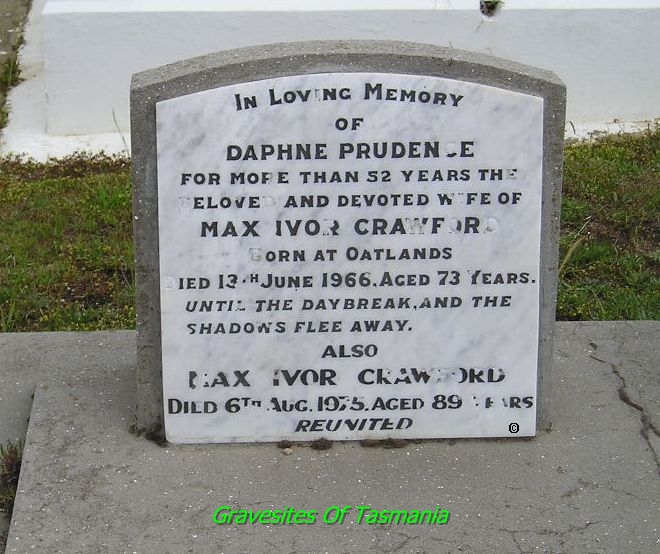 In Loving Memory
OF
DAPHNE PRUDENCE
FOR MORE THAN 52 YEARS THE
BELOVED AND DEVOTED WIFE OF
MAX IVOR CRAWFORD
BORN AT OATLANDS
DIED 13TH JUNE 1966. AGED 73 YEARS.
UNTIL THE DAYBREAK, AND THE
SHADOWS FLEE AWAY.
ALSO
MAX IVOR CRAWFORD
DIED 6TH AUG. 1975. AGED 89 YEARS
REUNITED
©
Gravesites Of Tasmania